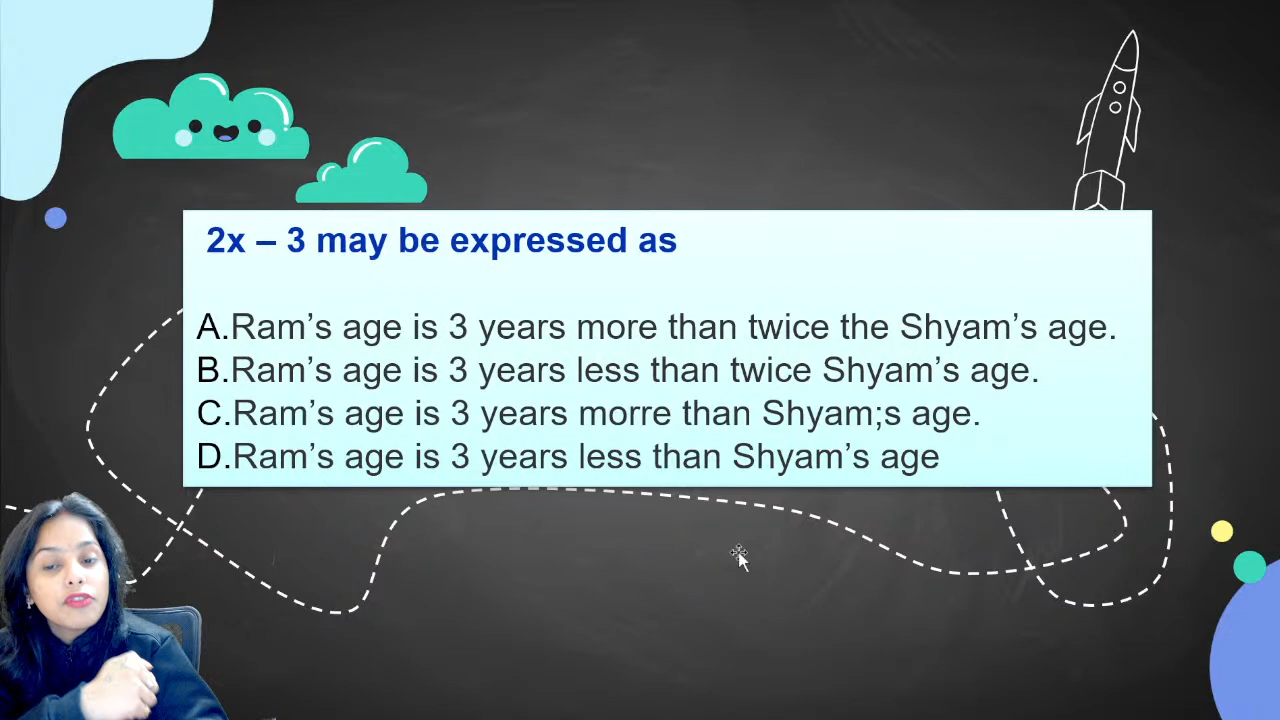 2x – 3 may be expressed as
A.Ram’s age is 3 years more than twice the Shyam’s age.
B.Ram’s age is 3 years less than twice Shyam’s age.
C.Ram’s age is 3 years morre than Shyam;s age.
D.Ram’s age is 3 years less than Shyam’s age